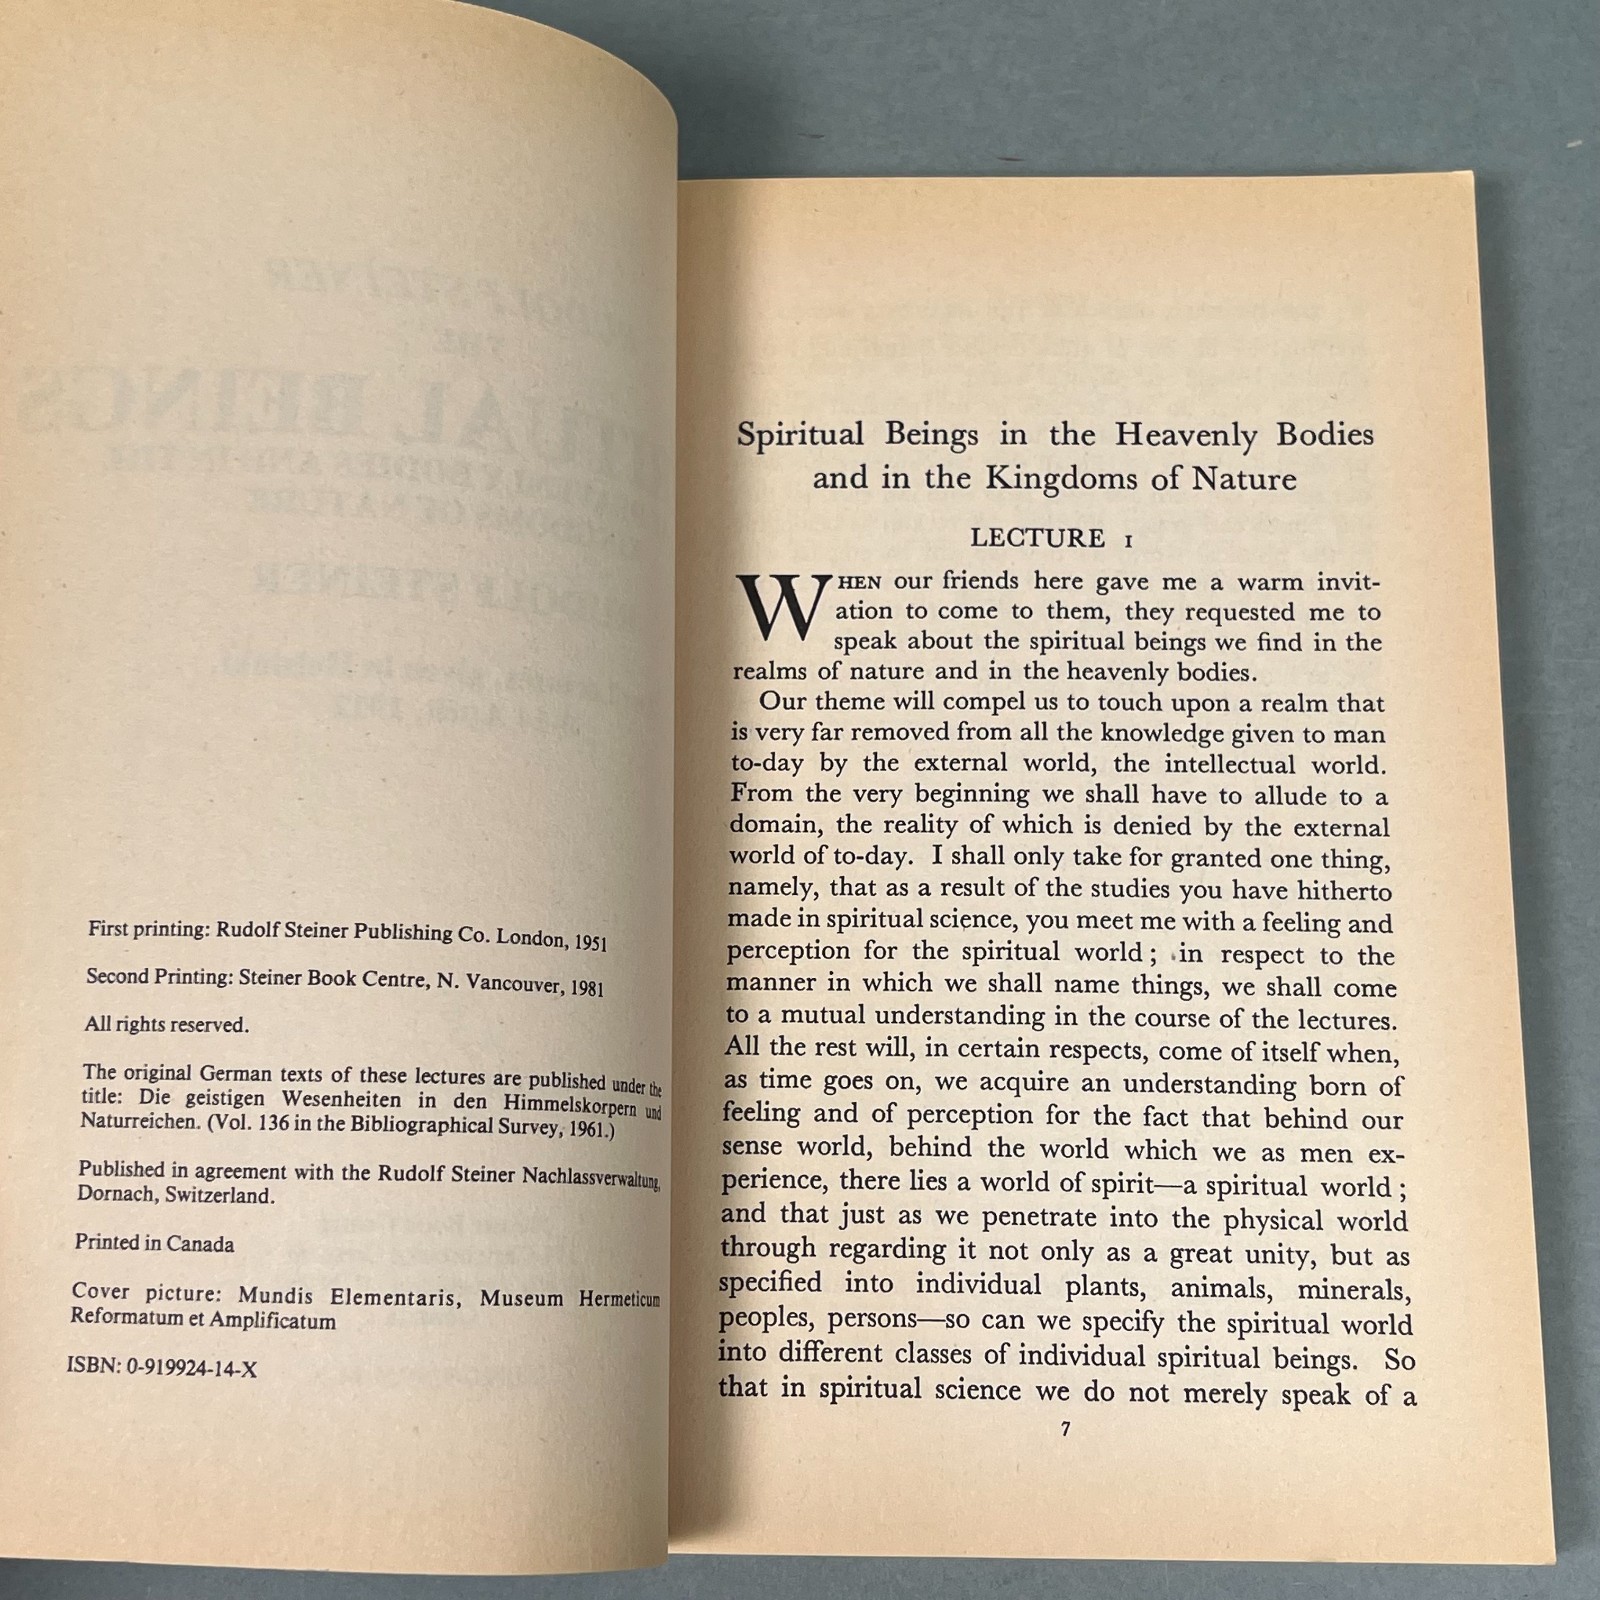 First printing: Rudolf Steiner Publishing Co. London, 1951
Second Printing: Steiner Book Centre, N. Vancouver, 1981
All rights reserved.
The original German texts of these lectures are published under the
title: Die geistigen Wesenheiten in den Himmelskorpern und
Naturreichen. (Vol. 136 in the Bibliographical Survey, 1961.)
Published in agreement with the Rudolf Steiner Nachlassverwaltung,
Dornach, Switzerland.
Printed in Canada
Cover picture: Mundis Elementaris, Museum Hermeticum
Reformatum et Amplificatum
ISBN: 0-919924-14-X
Spiritual Beings in the Heavenly Bodies
and in the Kingdoms of Nature
LECTURE 1
WHEN our friends here gave me a warm invit-
ation to come to them, they requested me to
speak about the spiritual beings we find in the
realms of nature and in the heavenly bodies.
Our theme will compel us to touch upon a realm that
is very far removed from all the knowledge given to man
to-day by the external world, the intellectual world.
From the very beginning we shall have to allude to a
domain, the reality of which is denied by the external
world of to-day. I shall only take for granted one thing,
namely, that as a result of the studies you have hitherto
made in spiritual science, you meet me with a feeling and
perception for the spiritual world ; in respect to the
manner in which we shall name things, we shall come
to a mutual understanding in the course of the lectures.
All the rest will, in certain respects, come of itself when,
as time goes on, we acquire an understanding born of
feeling and of perception for the fact that behind our
sense world, behind the world which we as men ex-
perience, there lies a world of spirit—a spiritual world ;
and that just as we penetrate into the physical world
through regarding it not only as a great unity, but as
specified into individual plants, animals, minerals,
peoples, persons—so can we specify the spiritual world
into different classes of individual spiritual beings. So
that in spiritual science we do not merely speak of a
7